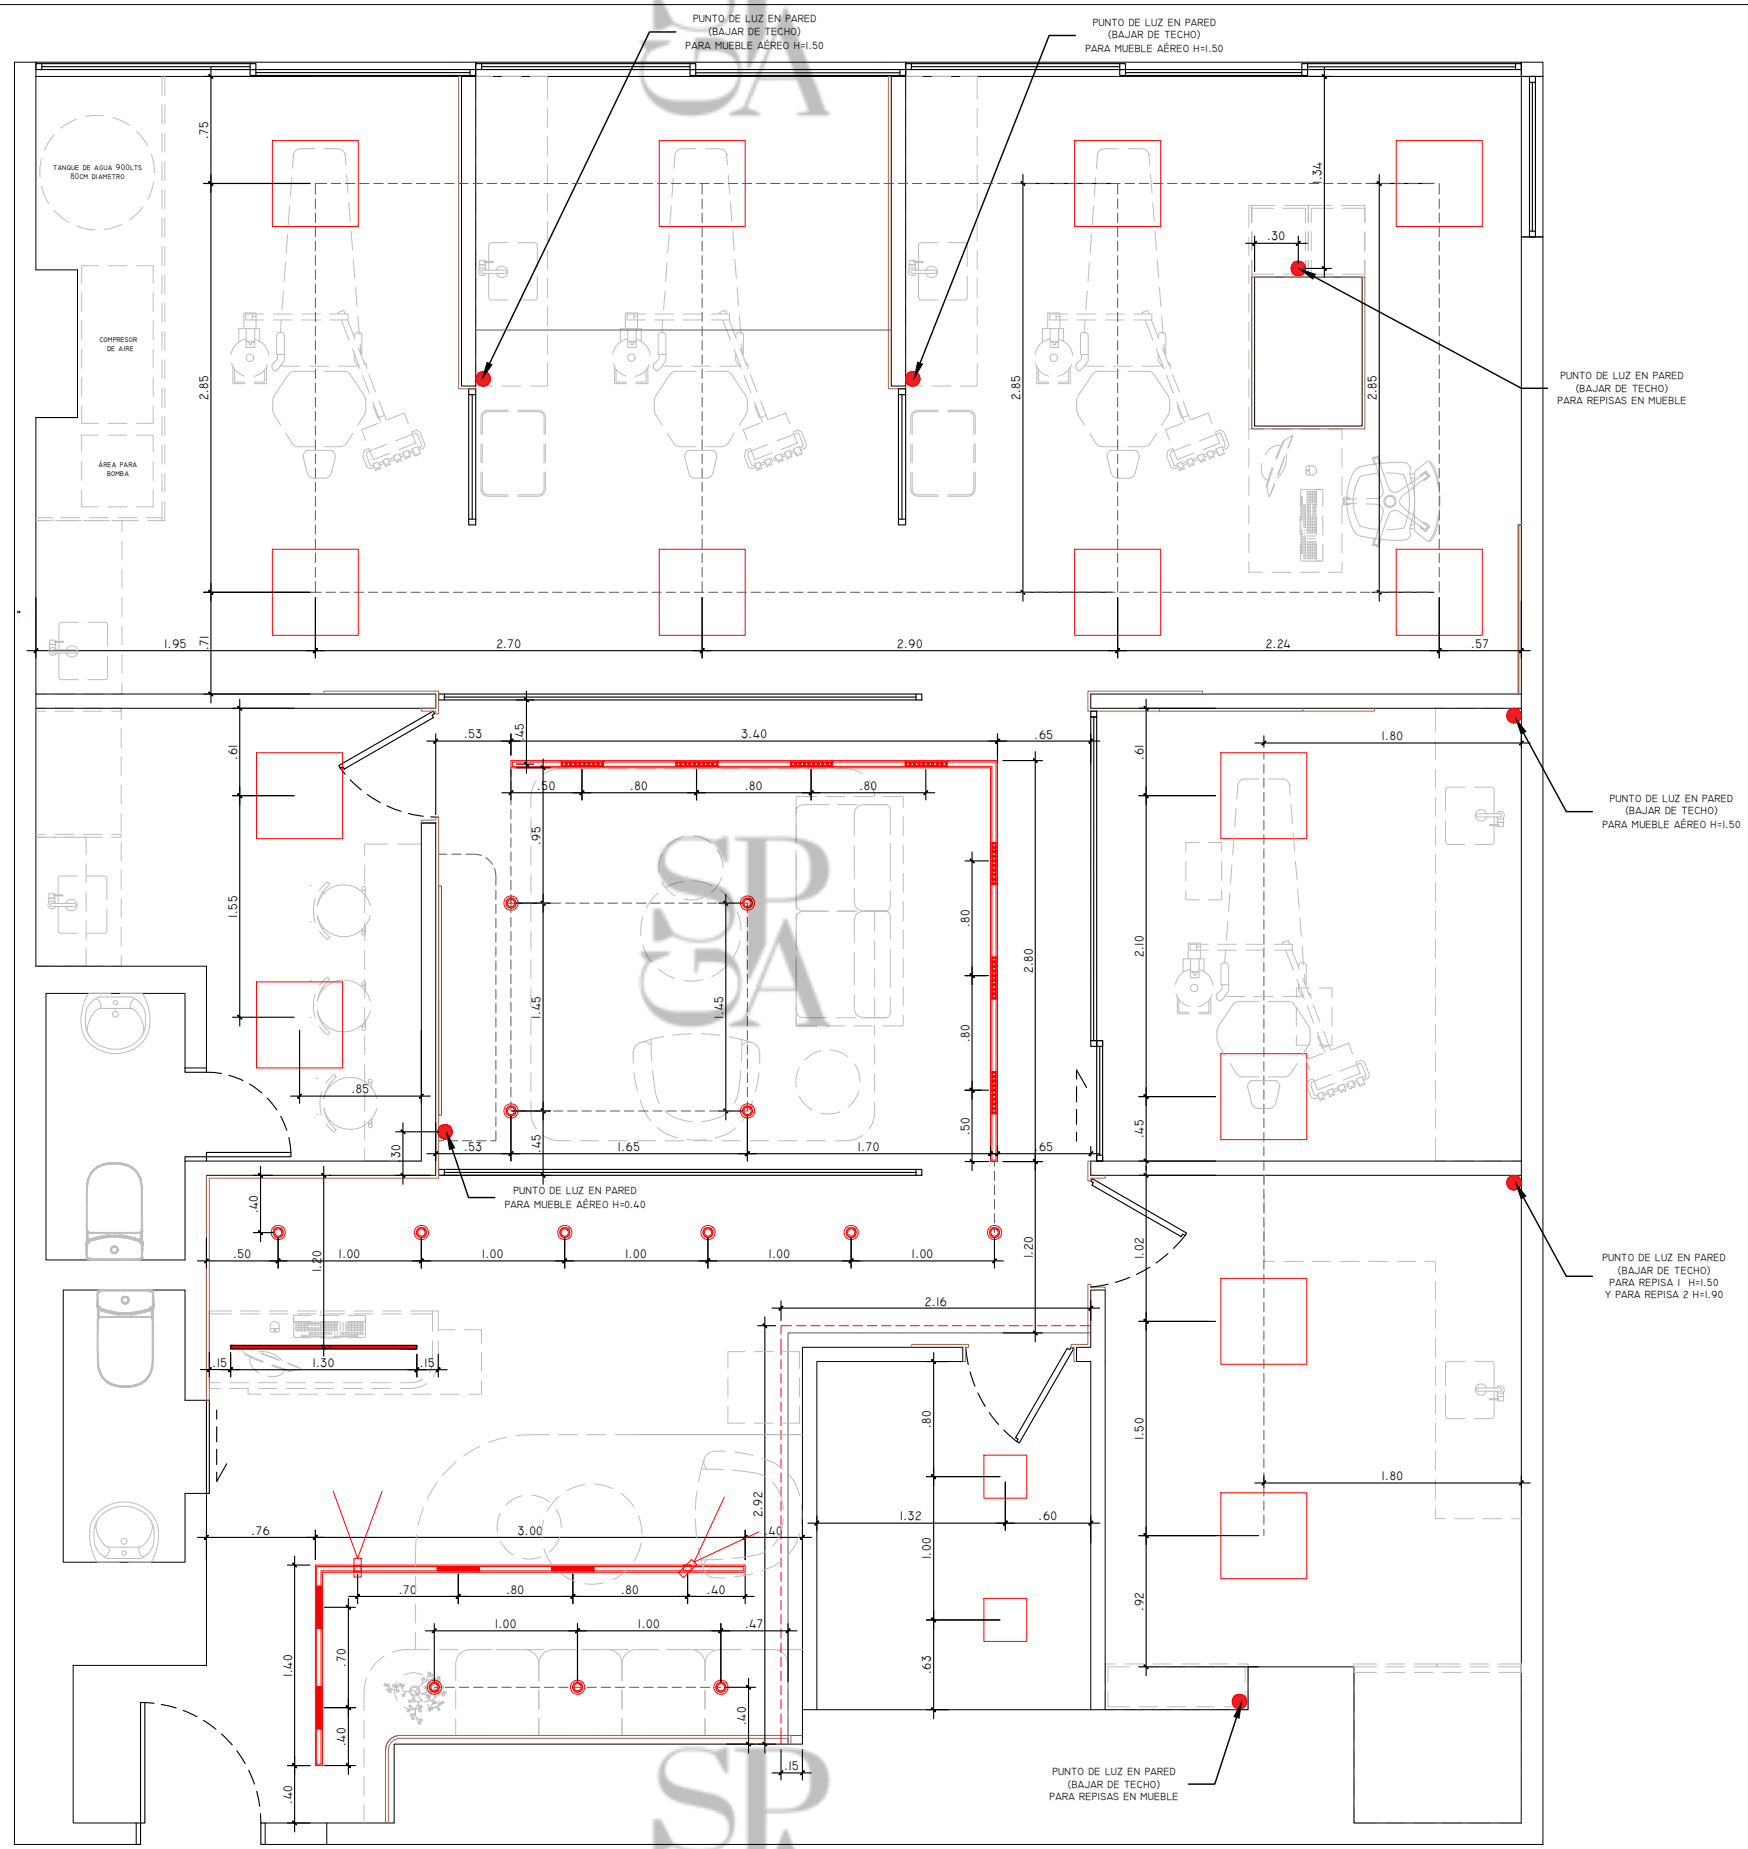 PUNTO DE LUZ EN PARED
(BAJAR DE TECHO)
PARA MUEBLE AÉREO H=1.50
PUNTO DE LUZ EN PARED
(BAJAR DE TECHO)
PARA MUEBLE AÉREO H=1.50
SP
GA
.75
1.34
TANQUE DE AGUA 900LTS
80CM DIAMETRO
.30
COMPRESOR
DE AIRE
2.85
2.85
2.85
PUNTO DE LUZ EN PARED
(BAJAR DE TECHO)
PARA REPISAS EN MUEBLE
ÁREA PARA
BOMBA
1.95
.71
2.70
2.90
2.24
.57
.61
.53
.45
3.40
.65
.61
1.80
.50
.80
.80
.80
PUNTO DE LUZ EN PARED
(BAJAR DE TECHO)
PARA MUEBLE AÉREO H=1.50
.95
SP
GA
1.55
.80
2.80
2.10
1.45
1.45
.80
.85
.50
.45
.30
.53
.45
1.65
1.70
.65
PUNTO DE LUZ EN PARED
PARA MUEBLE AÉREO H=0.40
.40
.50
1.00
1.20
1.00
1.00
1.00
1.00
1.20
1.02
PUNTO DE LUZ EN PARED
(BAJAR DE TECHO)
PARA REPISA 1 H=1.50
Y PARA REPISA 2 H=1.90
2.16
.15
1.30
.15
.80
1.50
1.80
2.92
.76
3.00
.40
1.32
.60
1.00
.70
.80
.80
.40
.92
1.00
1.00
.47
1.40
.70
.63
.40
.40
.40
.15
PUNTO DE LUZ EN PARED
(BAJAR DE TECHO)
PARA REPISAS EN MUEBLE
SP